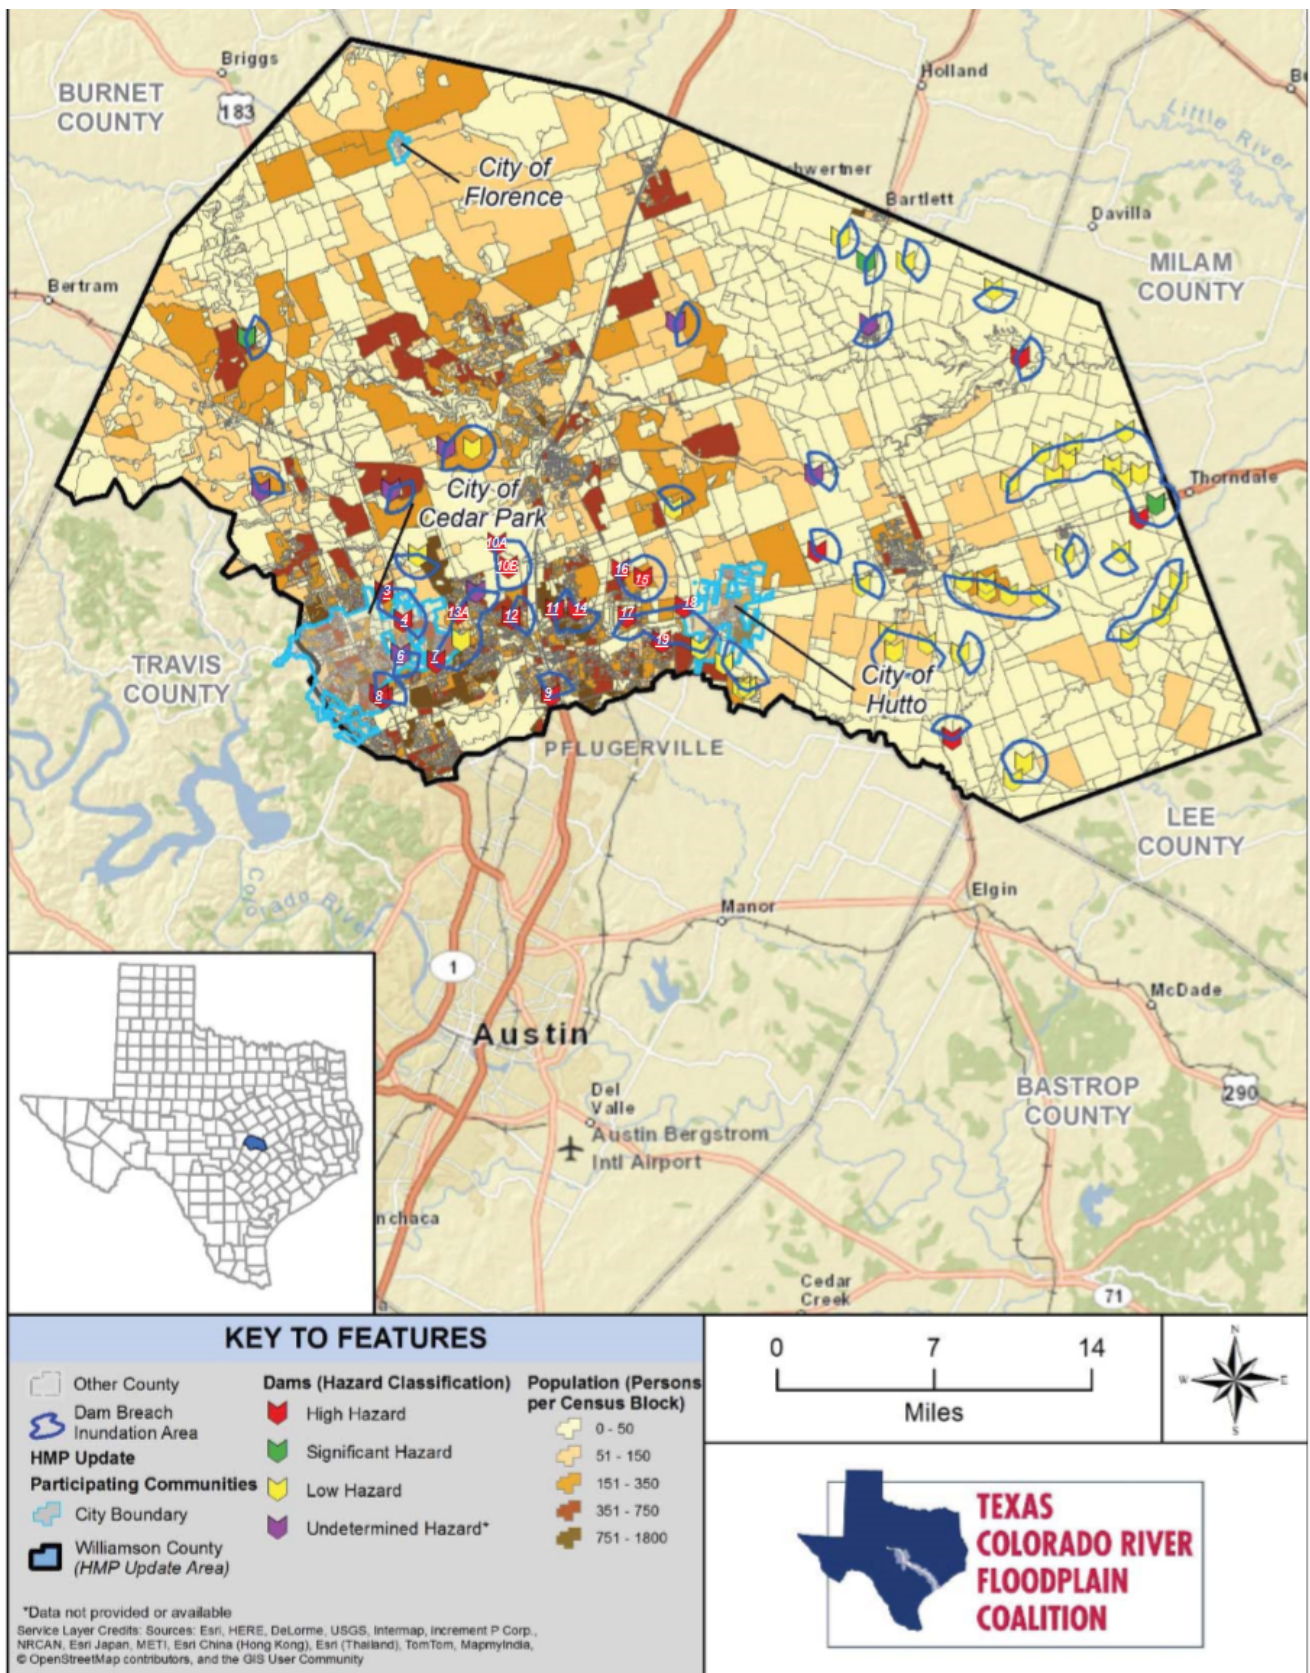 Briggs
BURNET
COUNTY
183
Holland
Little River
City of
Florence
hwertner
Bartlett
Davilla
MILAM
COUNTY
Bertram
City of
Cedar Park
Thorndale
10A
10B
16
15
3
4
13A
12
11
14
17
18
19
6
7
8
9
TRAVIS
COUNTY
City of
Hutto
PFLUGERVILLE
LEE
COUNTY
Colorado River
Elgin
Manor
1
McDade
Austin
BASTROP
COUNTY
290
Del
Valle
Austin Bergstrom
Intl Airport
nchaca
Cedar
Creek
71
KEY TO FEATURES
Other County
Dam Breach
Inundation Area
HMP Update
Participating Communities
City Boundary
Williamson County
(HMP Update Area)
Dams (Hazard Classification)
High Hazard
Significant Hazard
Low Hazard
Undetermined Hazard*
Population (Persons
per Census Block)
0 - 50
51 - 150
151 - 350
351 - 750
751 - 1800
*Data not provided or available
Service Layer Credits: Sources: Esri, HERE, DeLorme, USGS, Intermap, increment P Corp.,
NRCAN, Esri Japan, METI, Esri China (Hong Kong), Esri (Thailand), TomTom, MapmyIndia,
© OpenStreetMap contributors, and the GIS User Community
0 7 14
Miles
N
W E
S
TEXAS
COLORADO RIVER
FLOODPLAIN
COALITION